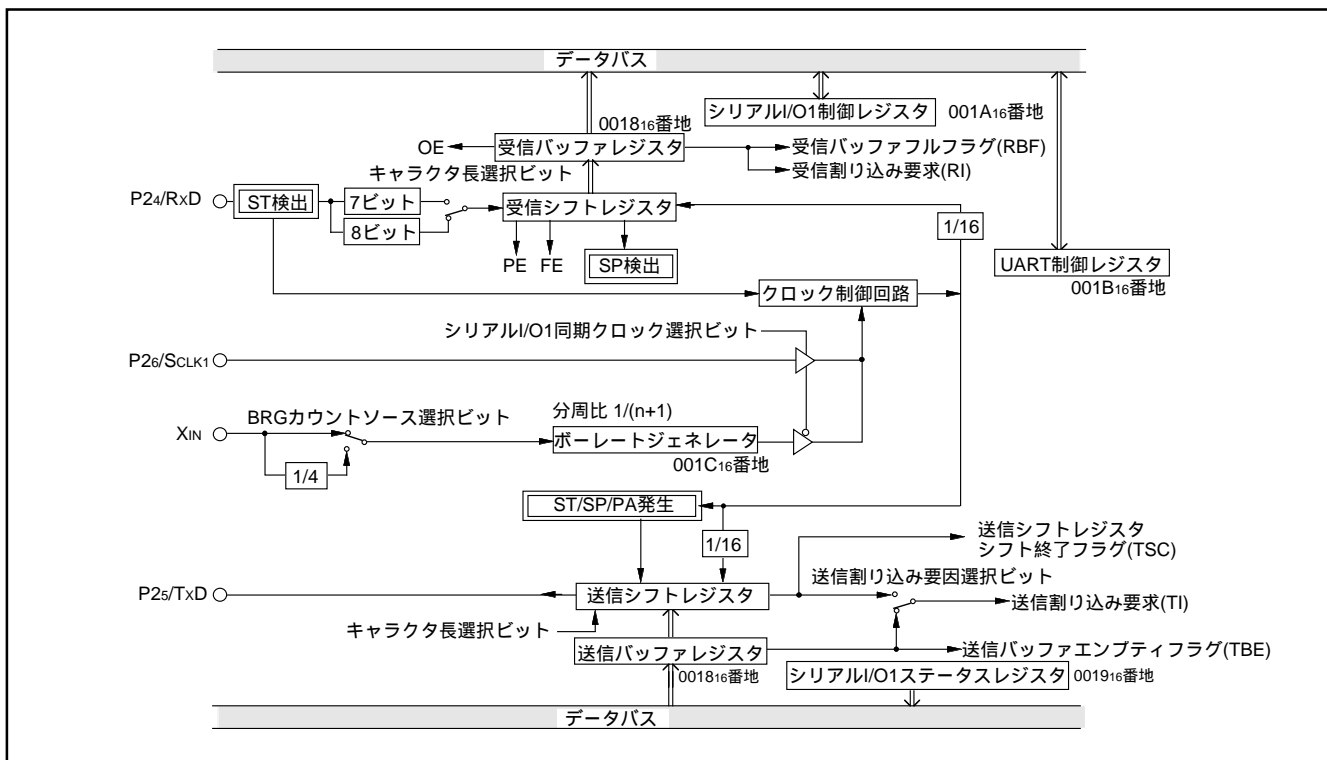 データバス
シリアルI/O1制御レジスタ 001A16番地
001816番地
OE 受信バッファレジスタ 受信バッファフルフラグ(RBF)
キャラクタ長選択ビット 受信割り込み要求(RI)
P24/RXD ST検出 7ビット 受信シフトレジスタ
8ビット 1/16
PE FE SP検出 UART制御レジスタ
001B16番地
クロック制御回路
シリアルI/O1同期クロック選択ビット
P26/SCLK1
BRGカウントソース選択ビット 分周比 1/(n+1)
XIN ボーレートジェネレータ
001C16番地
1/4
ST/SP/PA発生
1/16 送信シフトレジスタ
シフト終了フラグ(TSC)
送信割り込み要因選択ビット
P25/TXD 送信シフトレジスタ 送信割り込み要求(TI)
キャラクタ長選択ビット
送信バッファレジスタ 送信バッファエンプティフラグ(TBE)
001816番地 シリアルI/O1ステータスレジスタ 001916番地
データバス